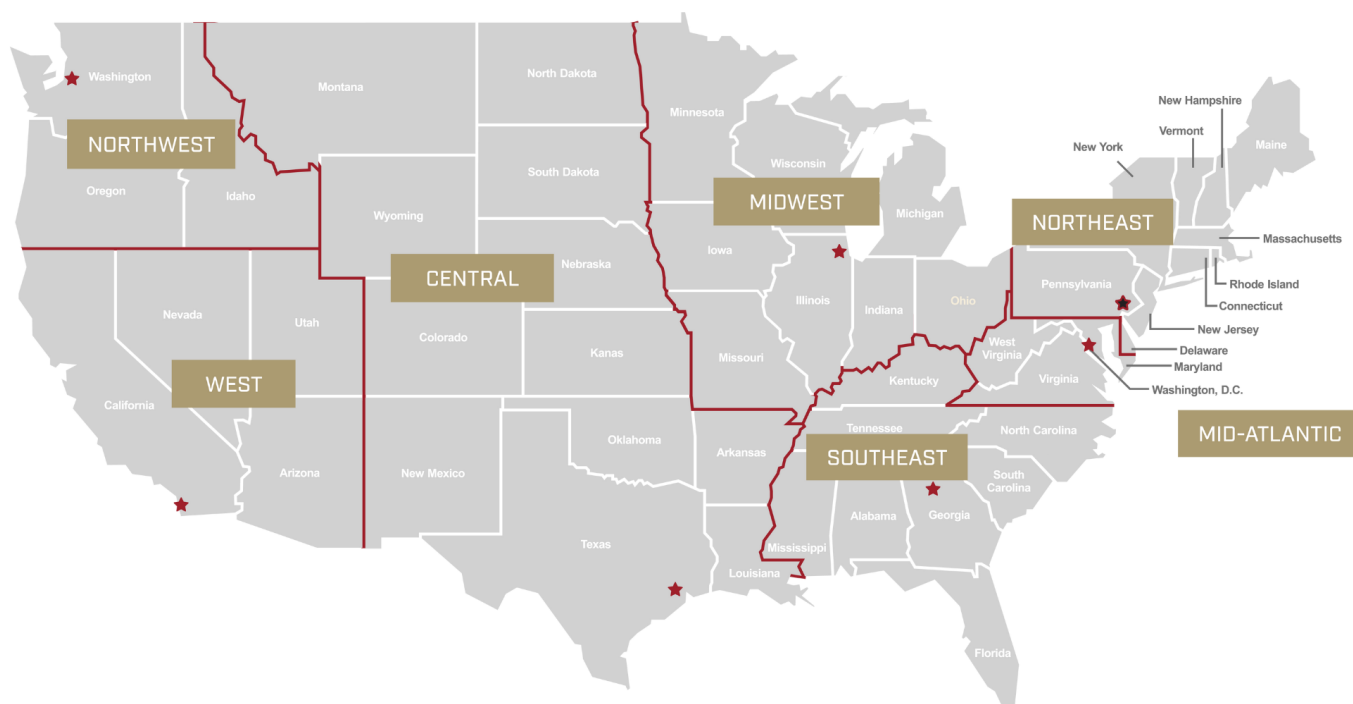 Washington
Montana
North Dakota
Minnesota
New Hampshire
Vermont
New York
Maine
NORTHWEST
Oregon
Idaho
Wyoming
South Dakota
Wisconsin
MIDWEST
Michigan
NORTHEAST
Massachusetts
Iowa
CENTRAL
Nebraska
Pennsylvania
Rhode Island
Connecticut
Nevada
Utah
Colorado
Illinois
Indiana
Ohio
New Jersey
Kanas
Missouri
West
Virginia
Delaware
Maryland
WEST
Kentucky
Virginia
Washington, D.C.
California
Tennessee
North Carolina
MID-ATLANTIC
Oklahoma
Arkansas
SOUTHEAST
Arizona
New Mexico
South
Carolina
Alabama
Georgia
Texas
Mississippi
Louisiana
Florida